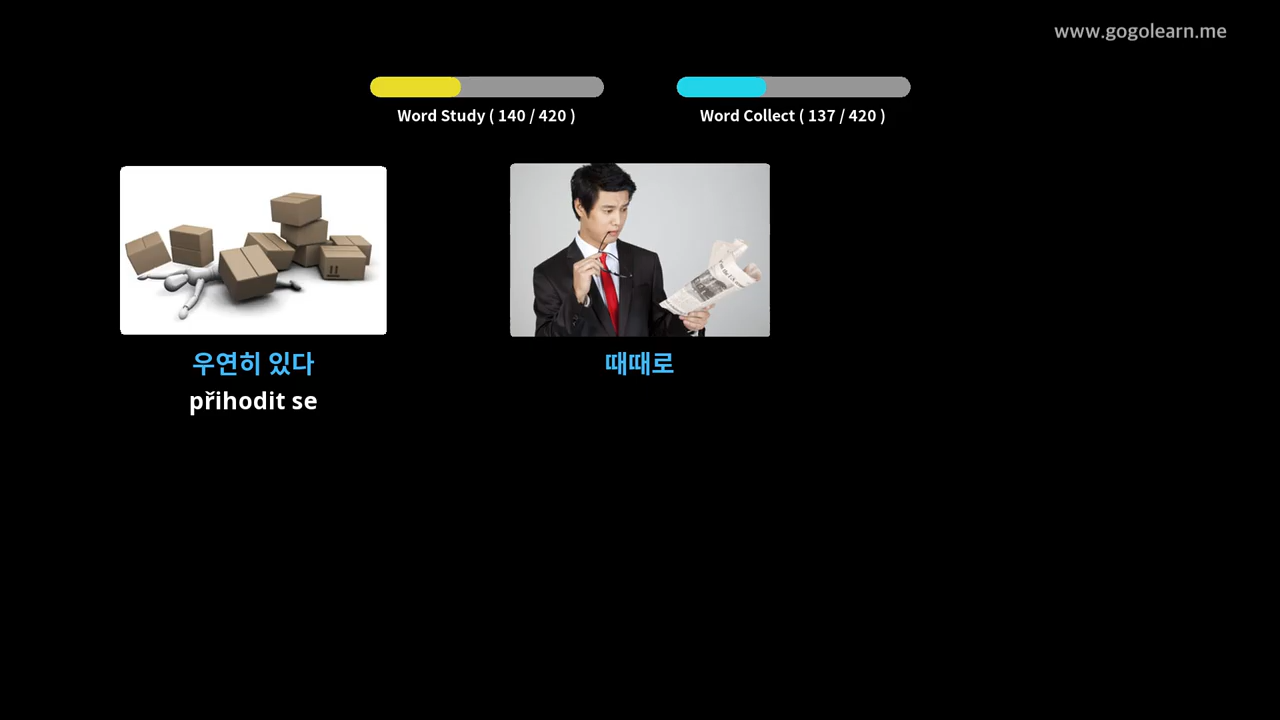 www.gogolearn.me
Word Study ( 140 / 420 )
Word Collect ( 137 / 420 )
우연히 있다
přihodit se
때때로